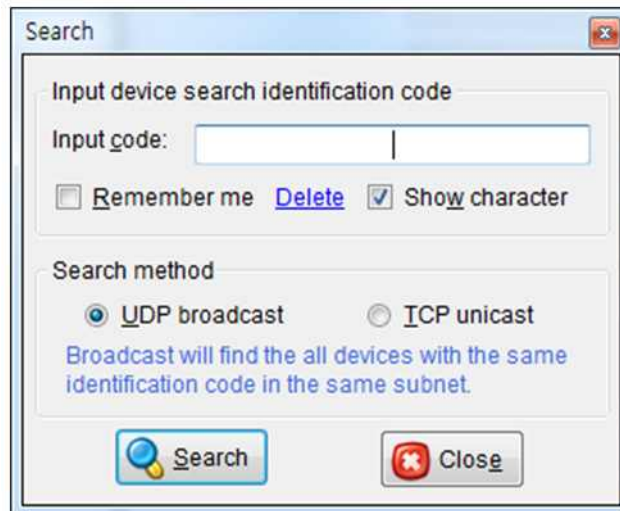 Search
Input device search identification code
Input code:
Remember me Delete Show character
Search method
UDP broadcast TCP unicast
Broadcast will find the all devices with the same
identification code in the same subnet.
Search Close